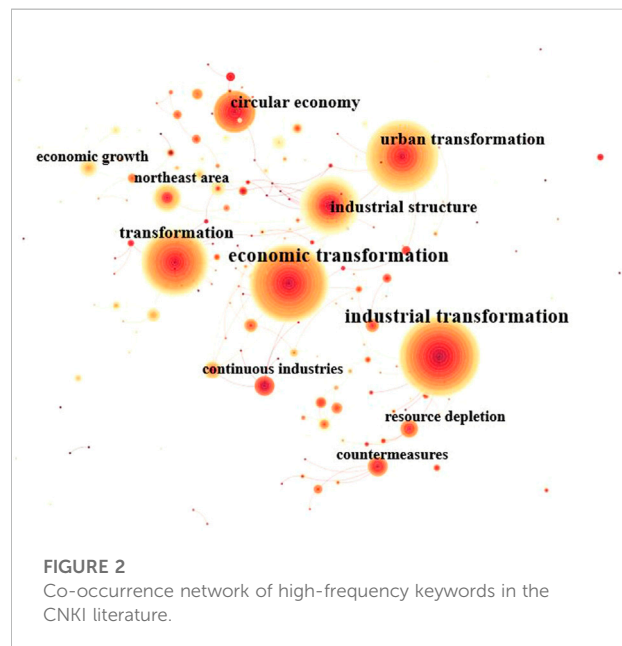 circular economy
urban transformation
economic growth
northeast area
industrial structure
transformation
economic transformation
industrial transformation
continuous industries
resource depletion
countermeasures
FIGURE 2
Co-occurrence network of high-frequency keywords in the
CNKI literature.